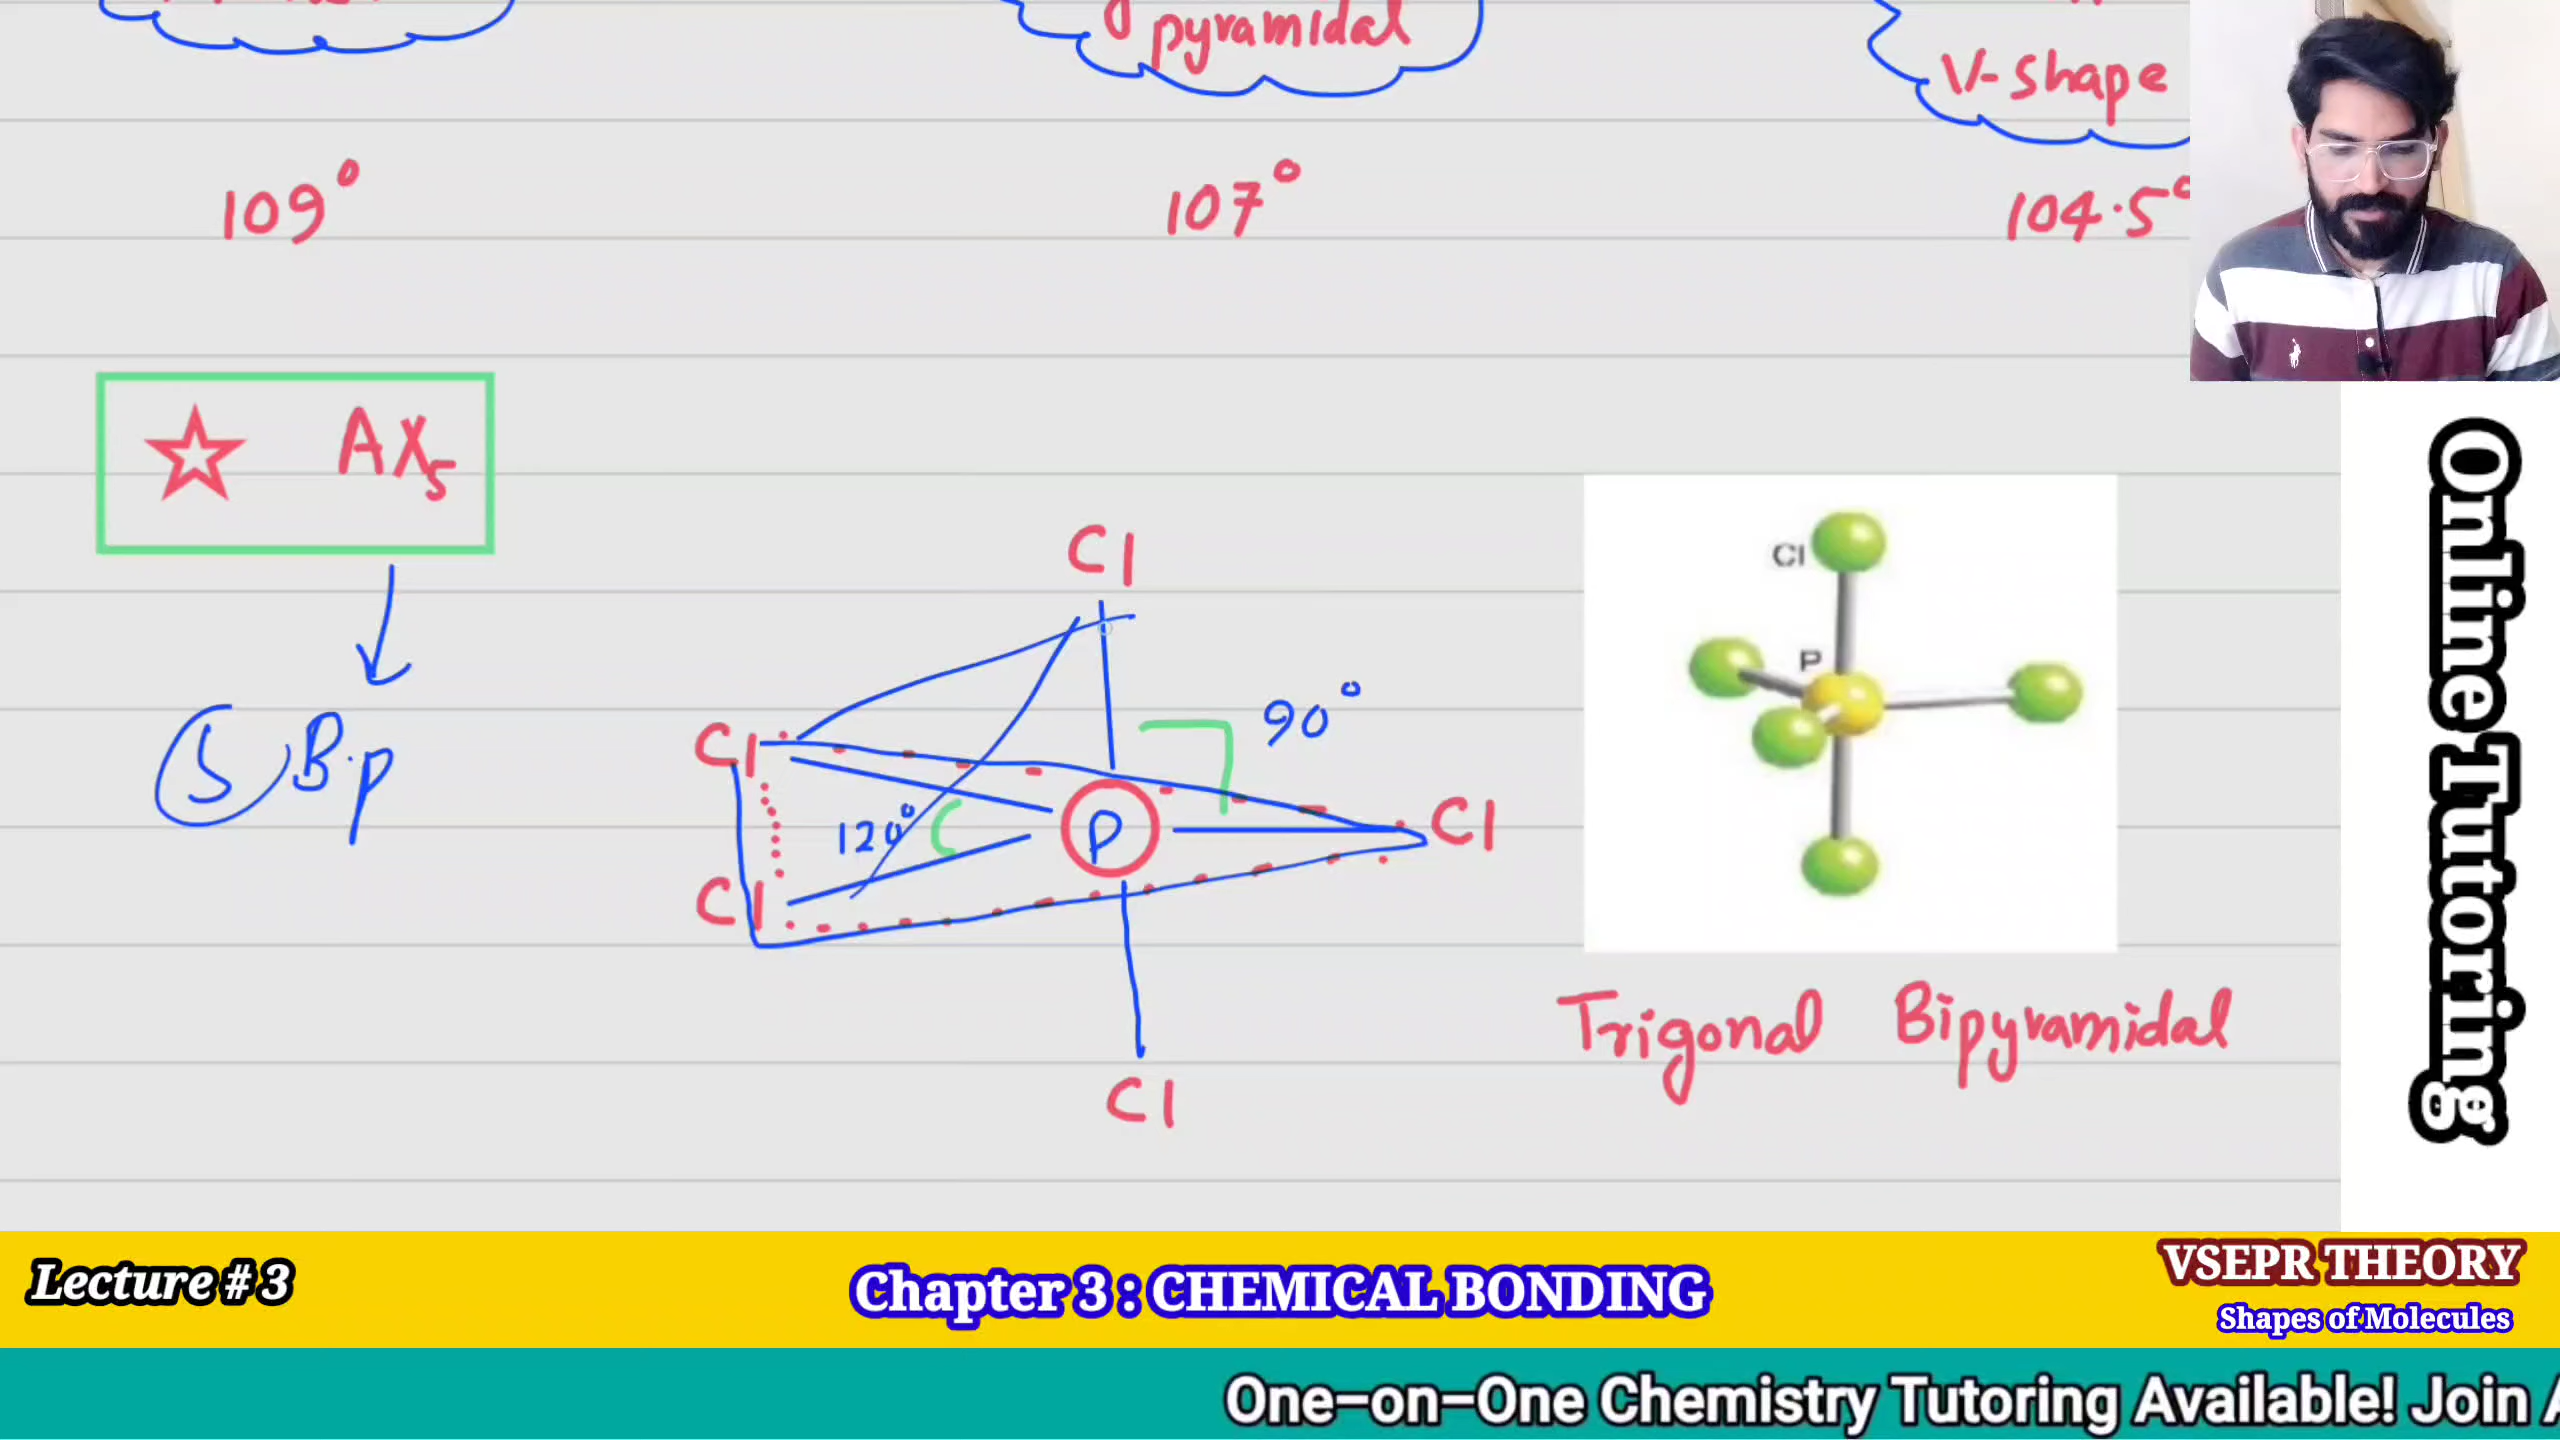 pyramidal
V-shape
109°
107°
104.5°
AX5
5 B.p
Cl
90°
Cl
120°
P
Cl
Cl
Cl
Cl
P
Trigonal Bipyramidal
Online Tutoring
Lecture # 3
Chapter 3 : CHEMICAL BONDING
VSEPR THEORY
Shapes of Molecules
One-on-One Chemistry Tutoring Available! Join